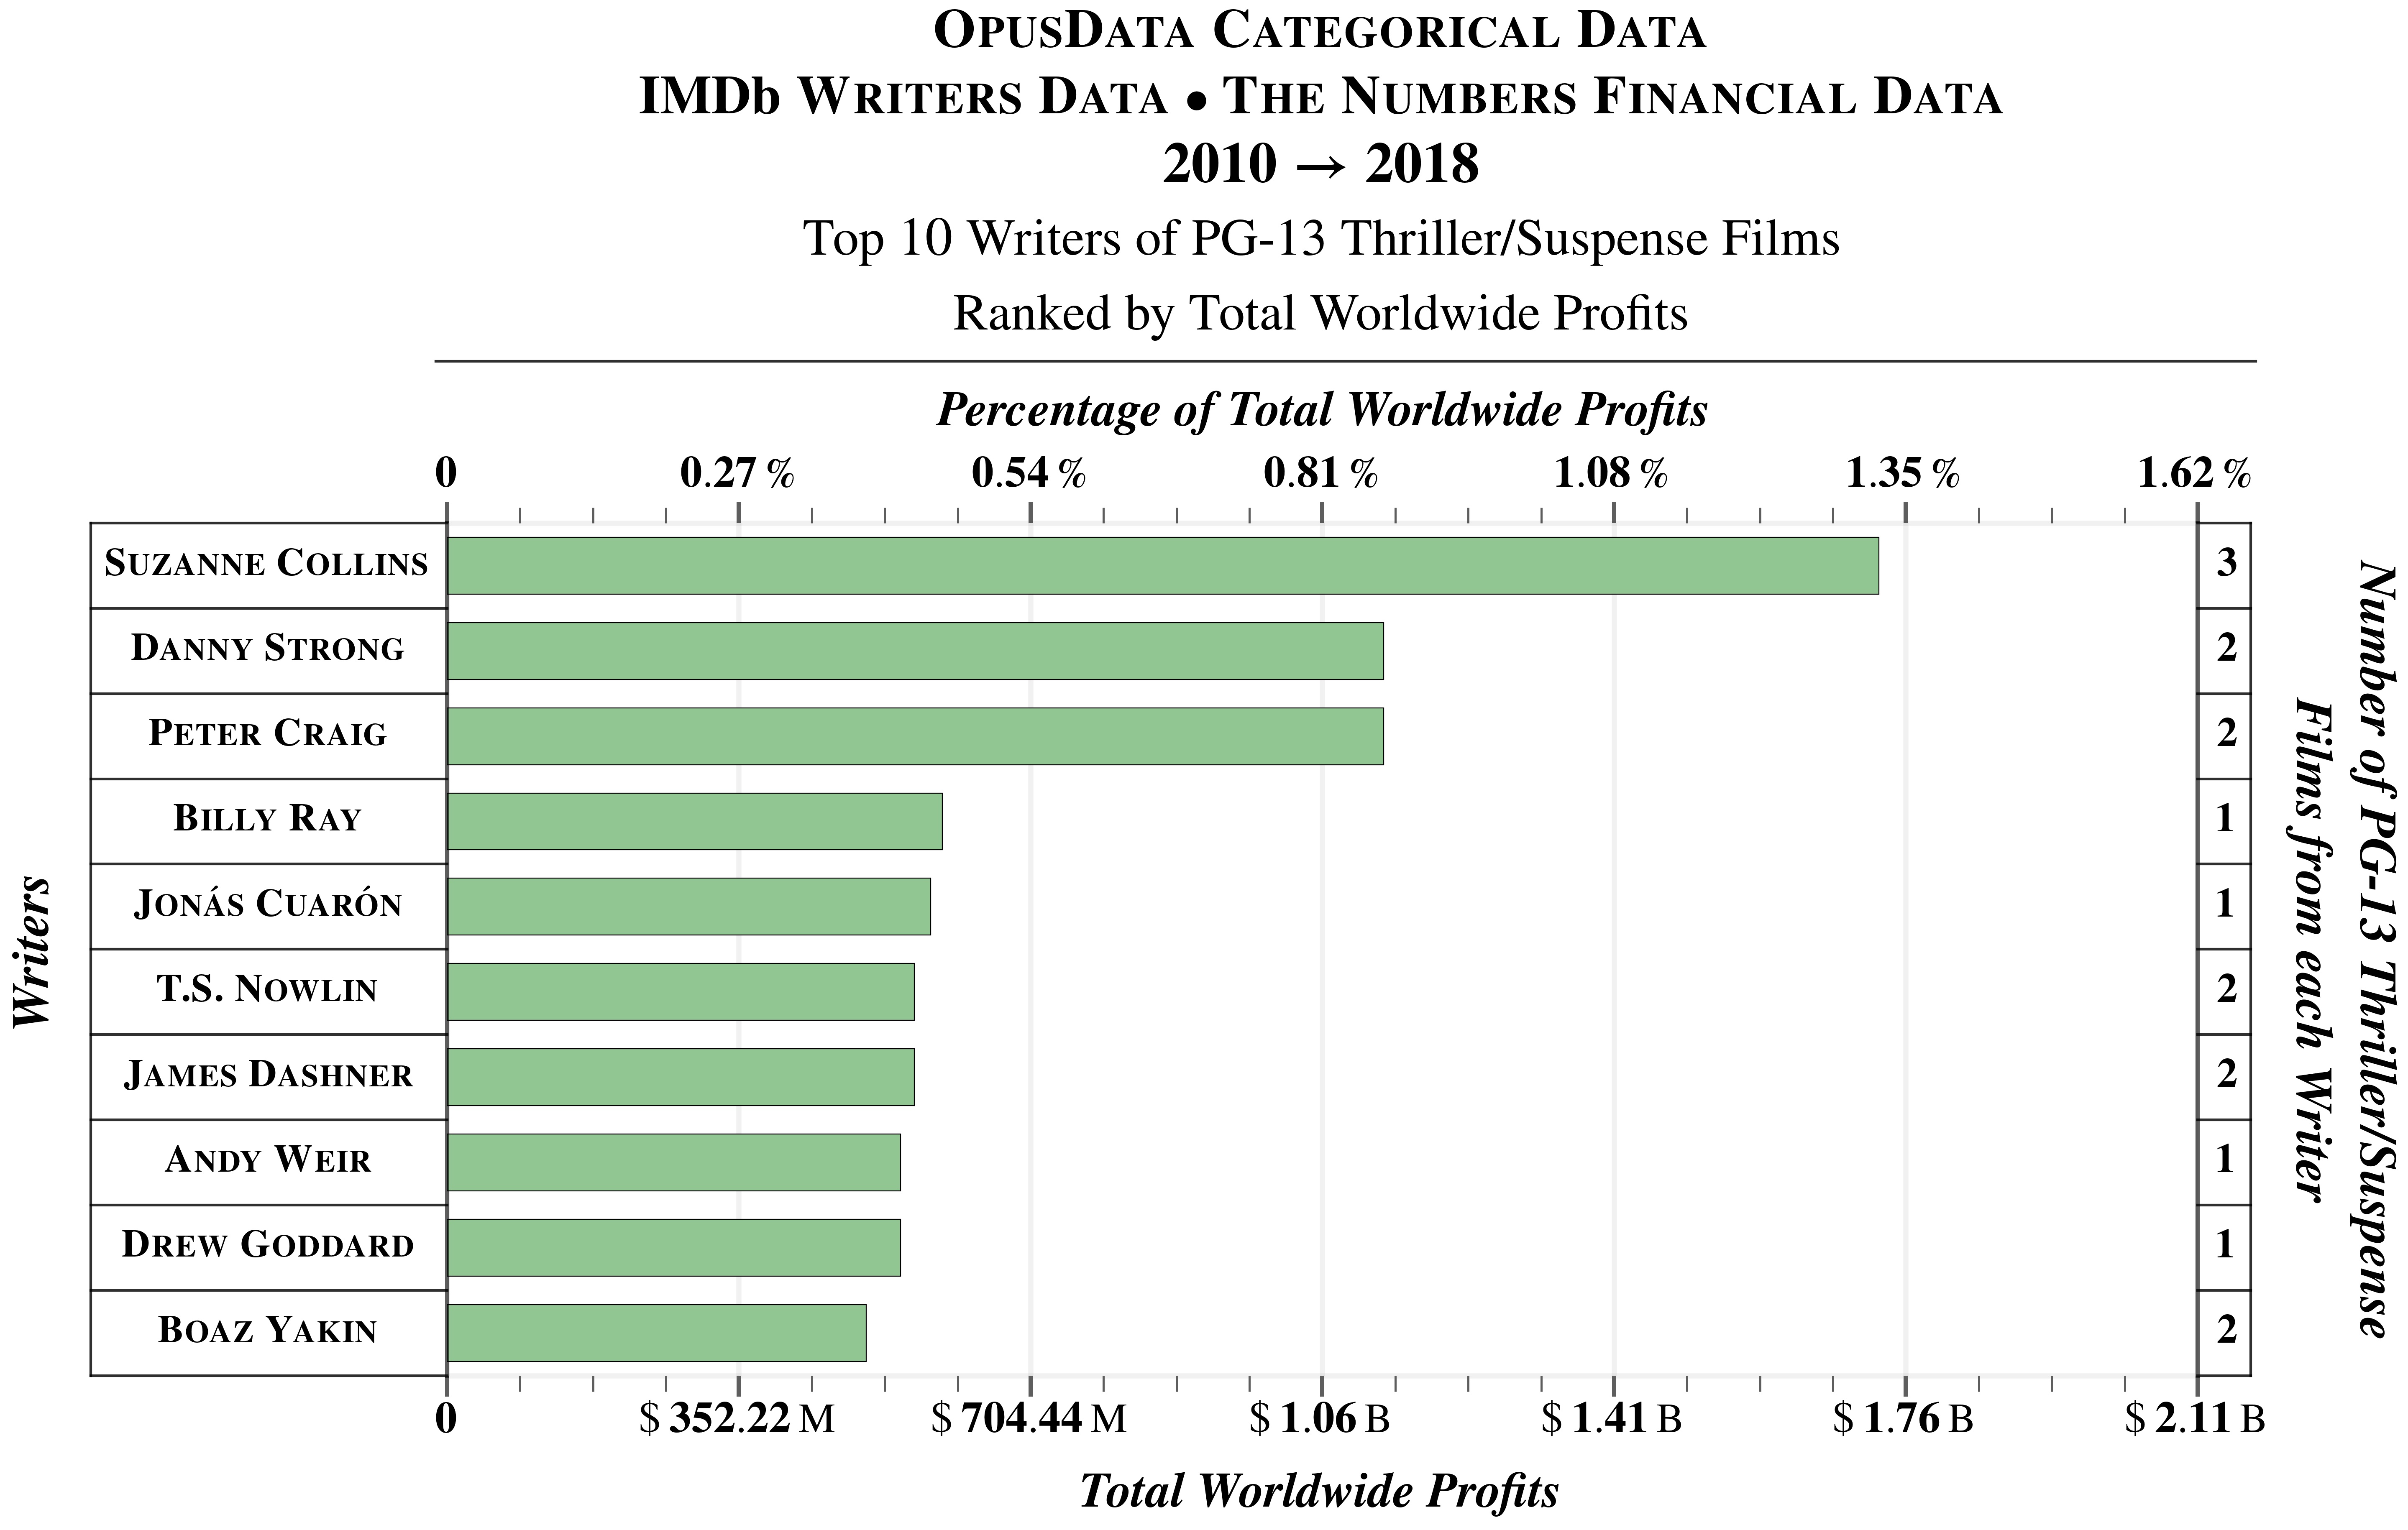 OpusData Categorical Data
IMDb Writers Data • The Numbers Financial Data
2010 → 2018
Top 10 Writers of PG-13 Thriller/Suspense Films
Ranked by Total Worldwide Profits
Percentage of Total Worldwide Profits
0 0.27 % 0.54 % 0.81 % 1.08 % 1.35 % 1.62 %
Writers
Suzanne Collins 3
Danny Strong 2
Peter Craig 2
Billy Ray 1
Jonás Cuarón 1
T.S. Nowlin 2
James Dashner 2
Andy Weir 1
Drew Goddard 1
Boaz Yakin 2
Number of PG-13 Thriller/Suspense
Films from each Writer
0 $ 352.22 M $ 704.44 M $ 1.06 B $ 1.41 B $ 1.76 B $ 2.11 B
Total Worldwide Profits